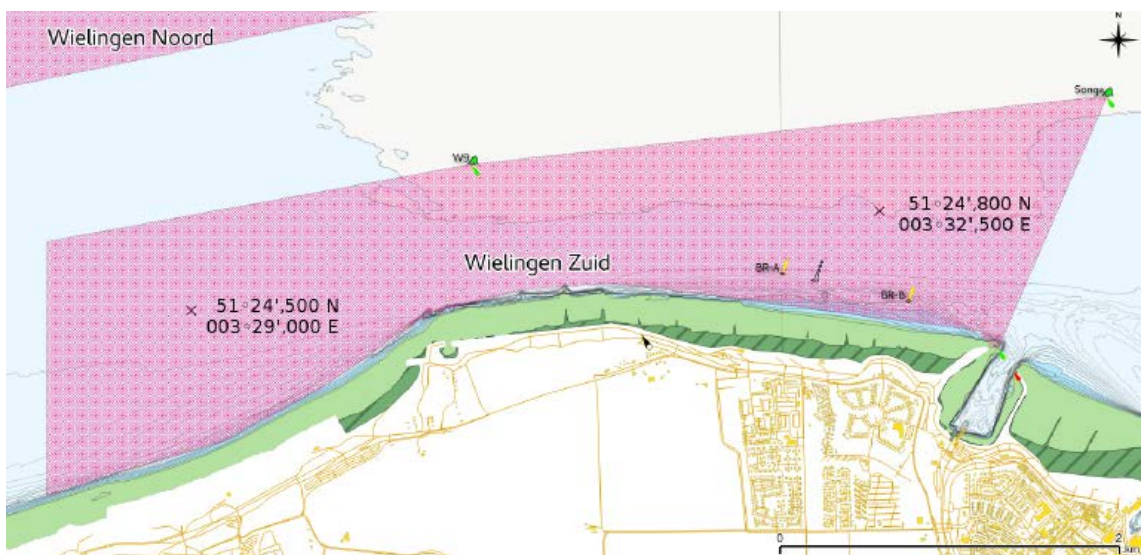 Wielingen Noord
N
Songa
W9
51°24',800 N
003°32',500 E
Wielingen Zuid
BR-A
BR-B
51°24',500 N
003°29',000 E
0
2